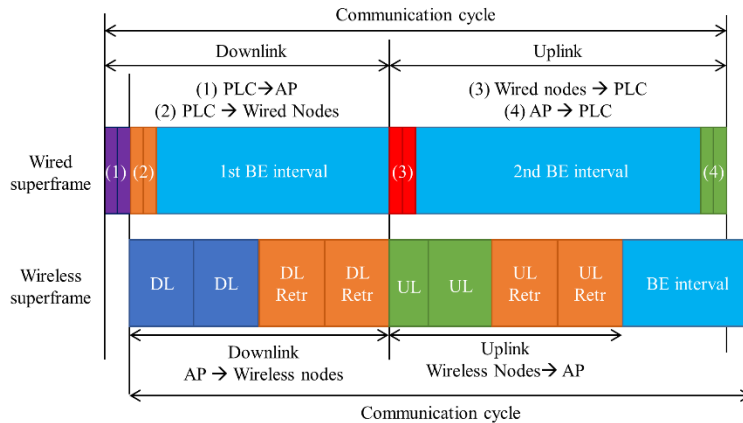 Communication cycle
Downlink
Uplink
(1) PLC→AP
(2) PLC → Wired Nodes
(3) Wired nodes → PLC
(4) AP → PLC
Wired
superframe
(1)
(2)
1st BE interval
(3)
2nd BE interval
(4)
Wireless
superframe
DL
DL
DL
Retr
DL
Retr
UL
UL
UL
Retr
UL
Retr
BE interval
Downlink
AP → Wireless nodes
Uplink
Wireless Nodes→ AP
Communication cycle